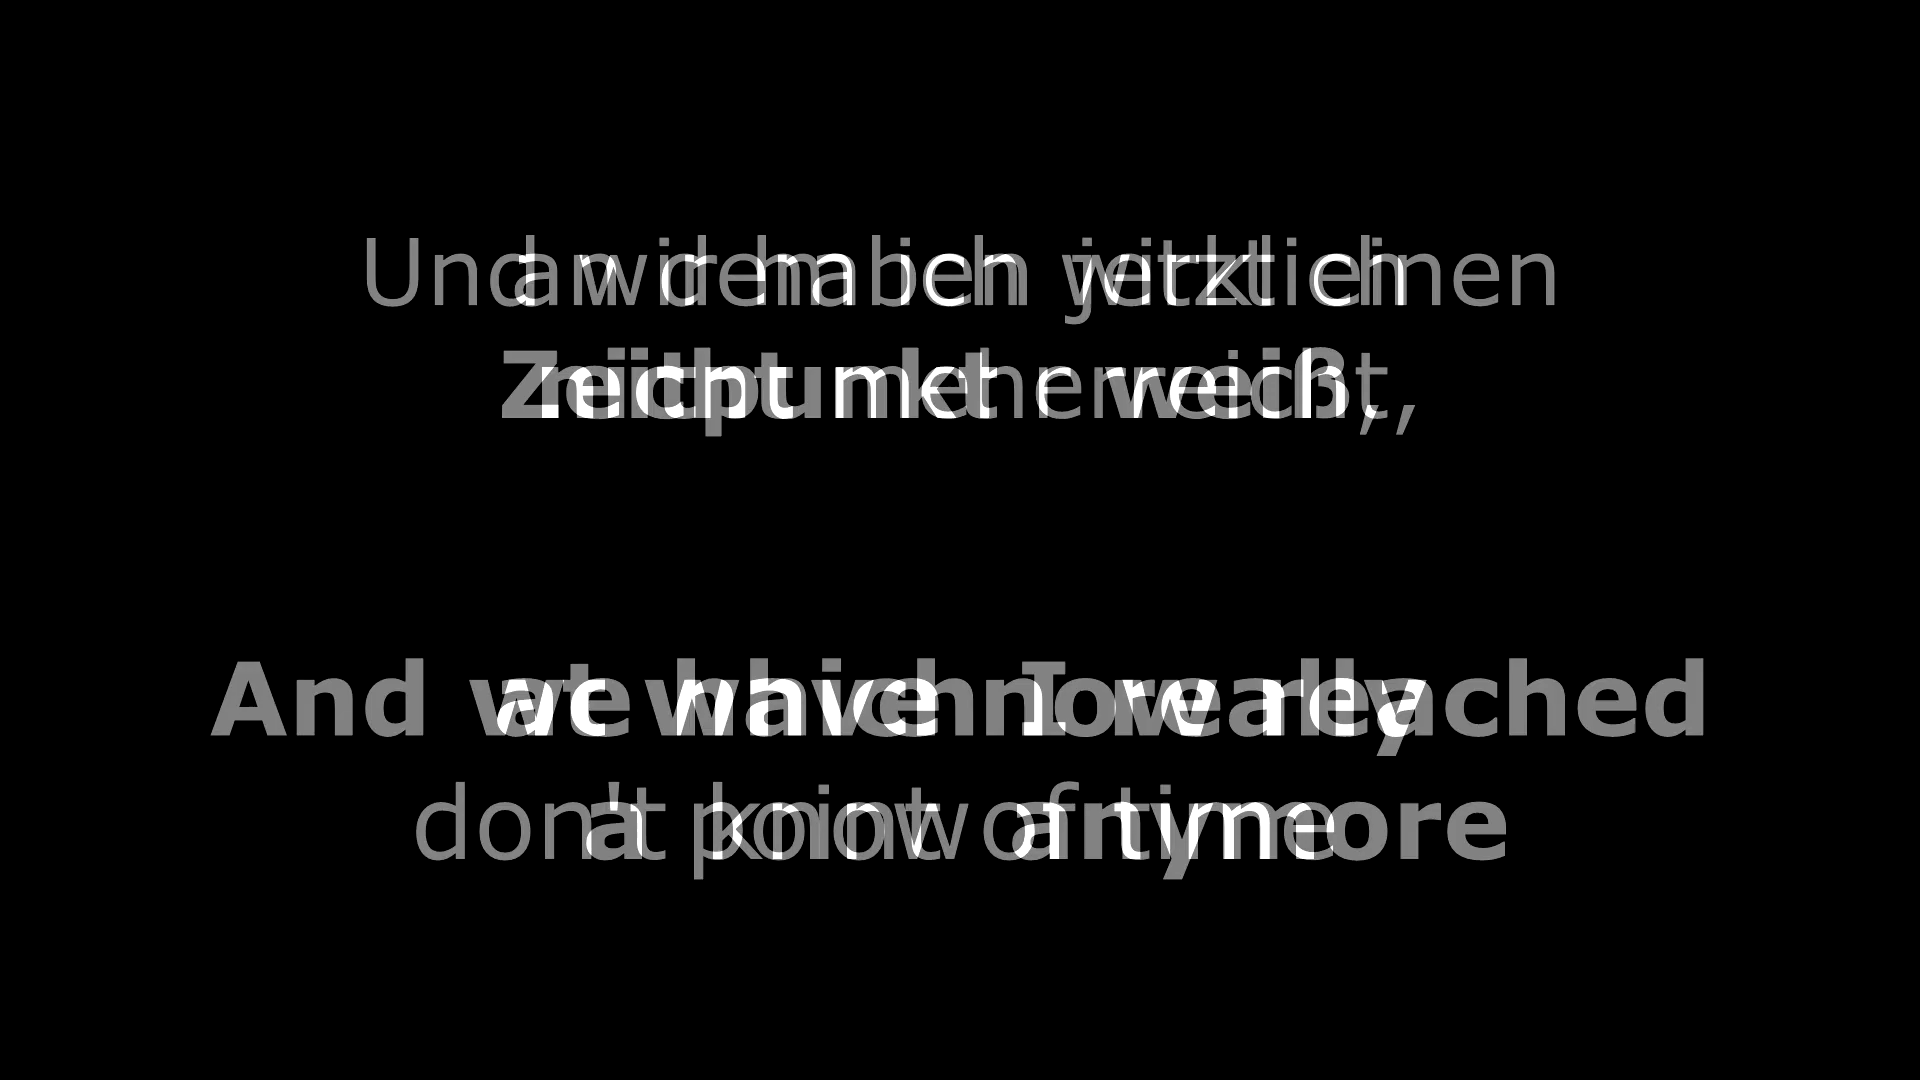 Und wir haben jetzt einen
Zeitpunkt erreicht,
an dem ich wirklich
nicht mehr weiß,
And we have now reached
a point of time
at which I really
don't know anymore